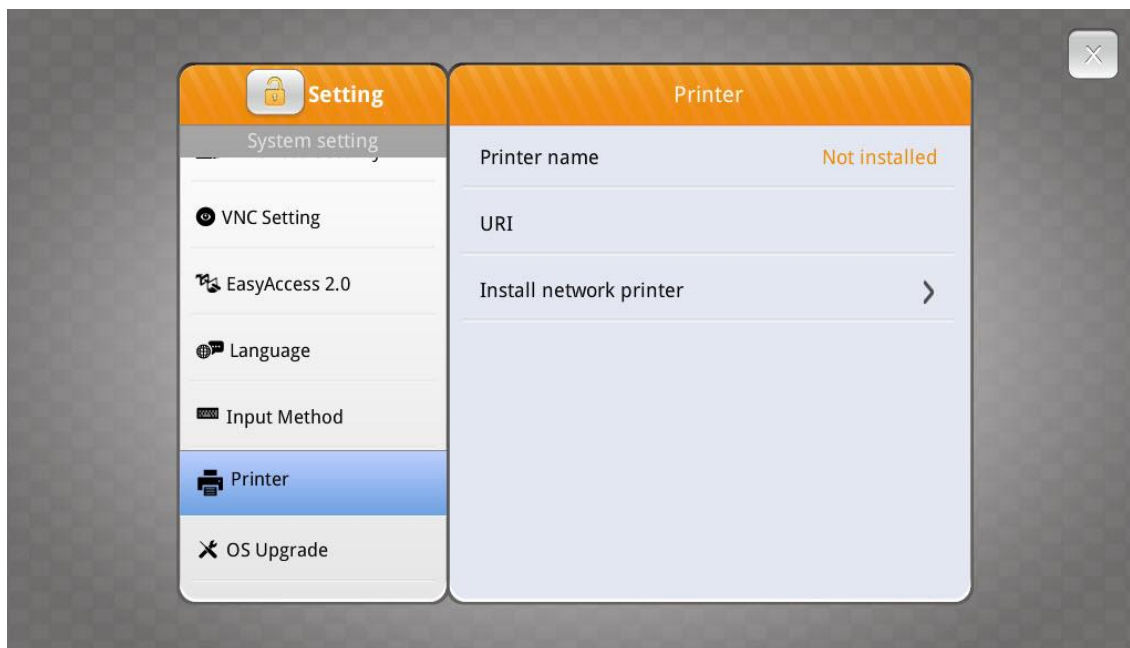 Setting
System setting
VNC Setting
EasyAccess 2.0
Language
Input Method
Printer
OS Upgrade
Printer
Printer name Not installed
URI
Install network printer